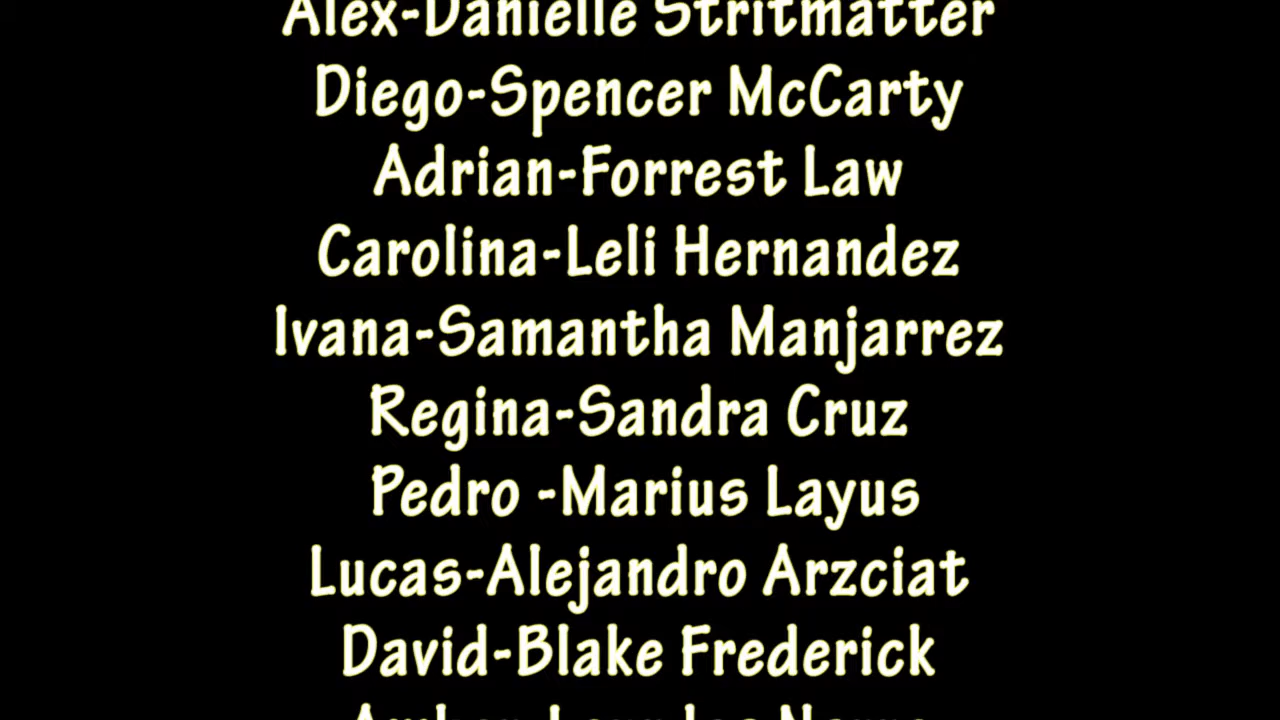 Alex-Danielle Stritmatter
Diego-Spencer McCarty
Adrian-Forrest Law
Carolina-Leli Hernandez
Ivana-Samantha Manjarrez
Regina-Sandra Cruz
Pedro -Marius Layus
Lucas-Alejandro Arzciat
David-Blake Frederick